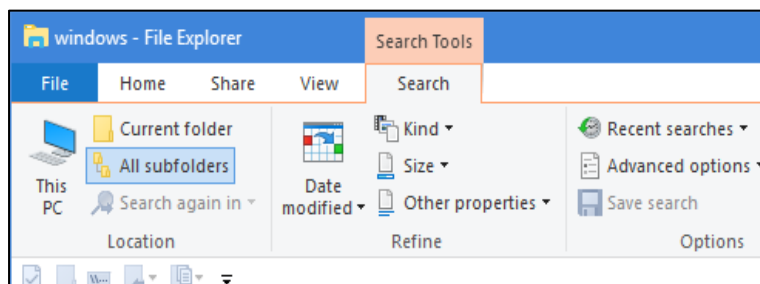 windows - File Explorer
Search Tools
File Home Share View Search
This PC
Current folder
All subfolders
Search again in
Location
Date modified
Kind
Size
Other properties
Refine
Recent searches
Advanced options
Save search
Options